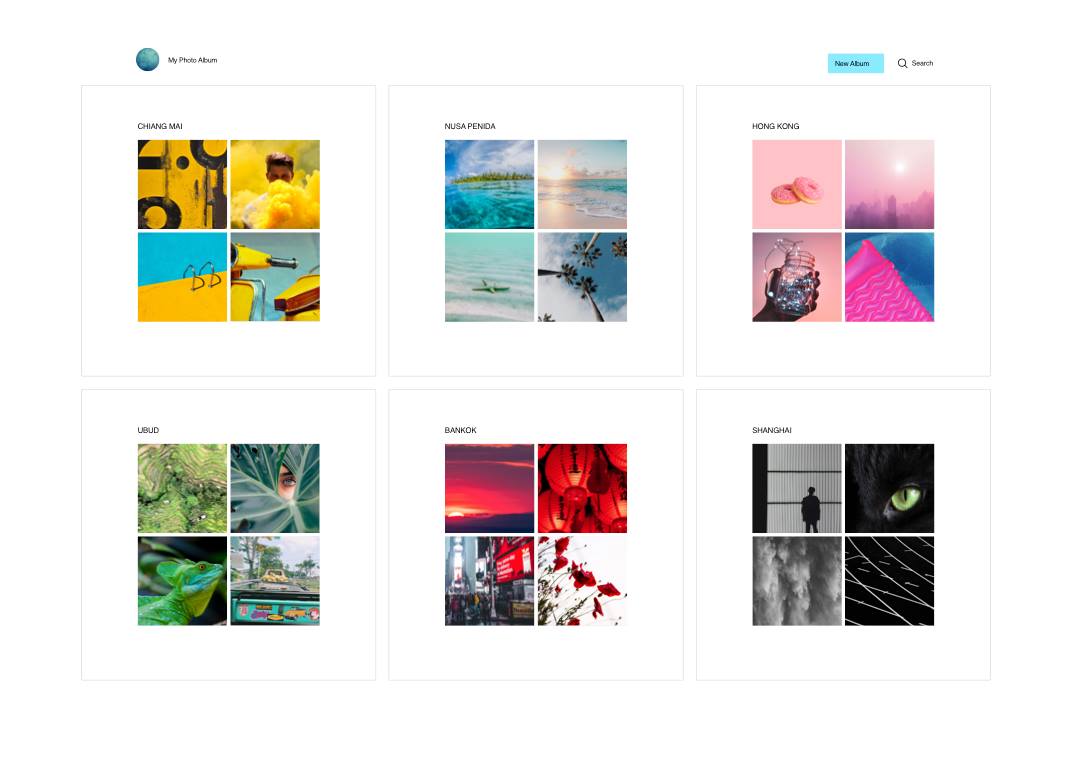 My Photo Album
New Album
Search
CHIANG MAI
NUSA PENIDA
HONG KONG
UBUD
BANKOK
SHANGHAI